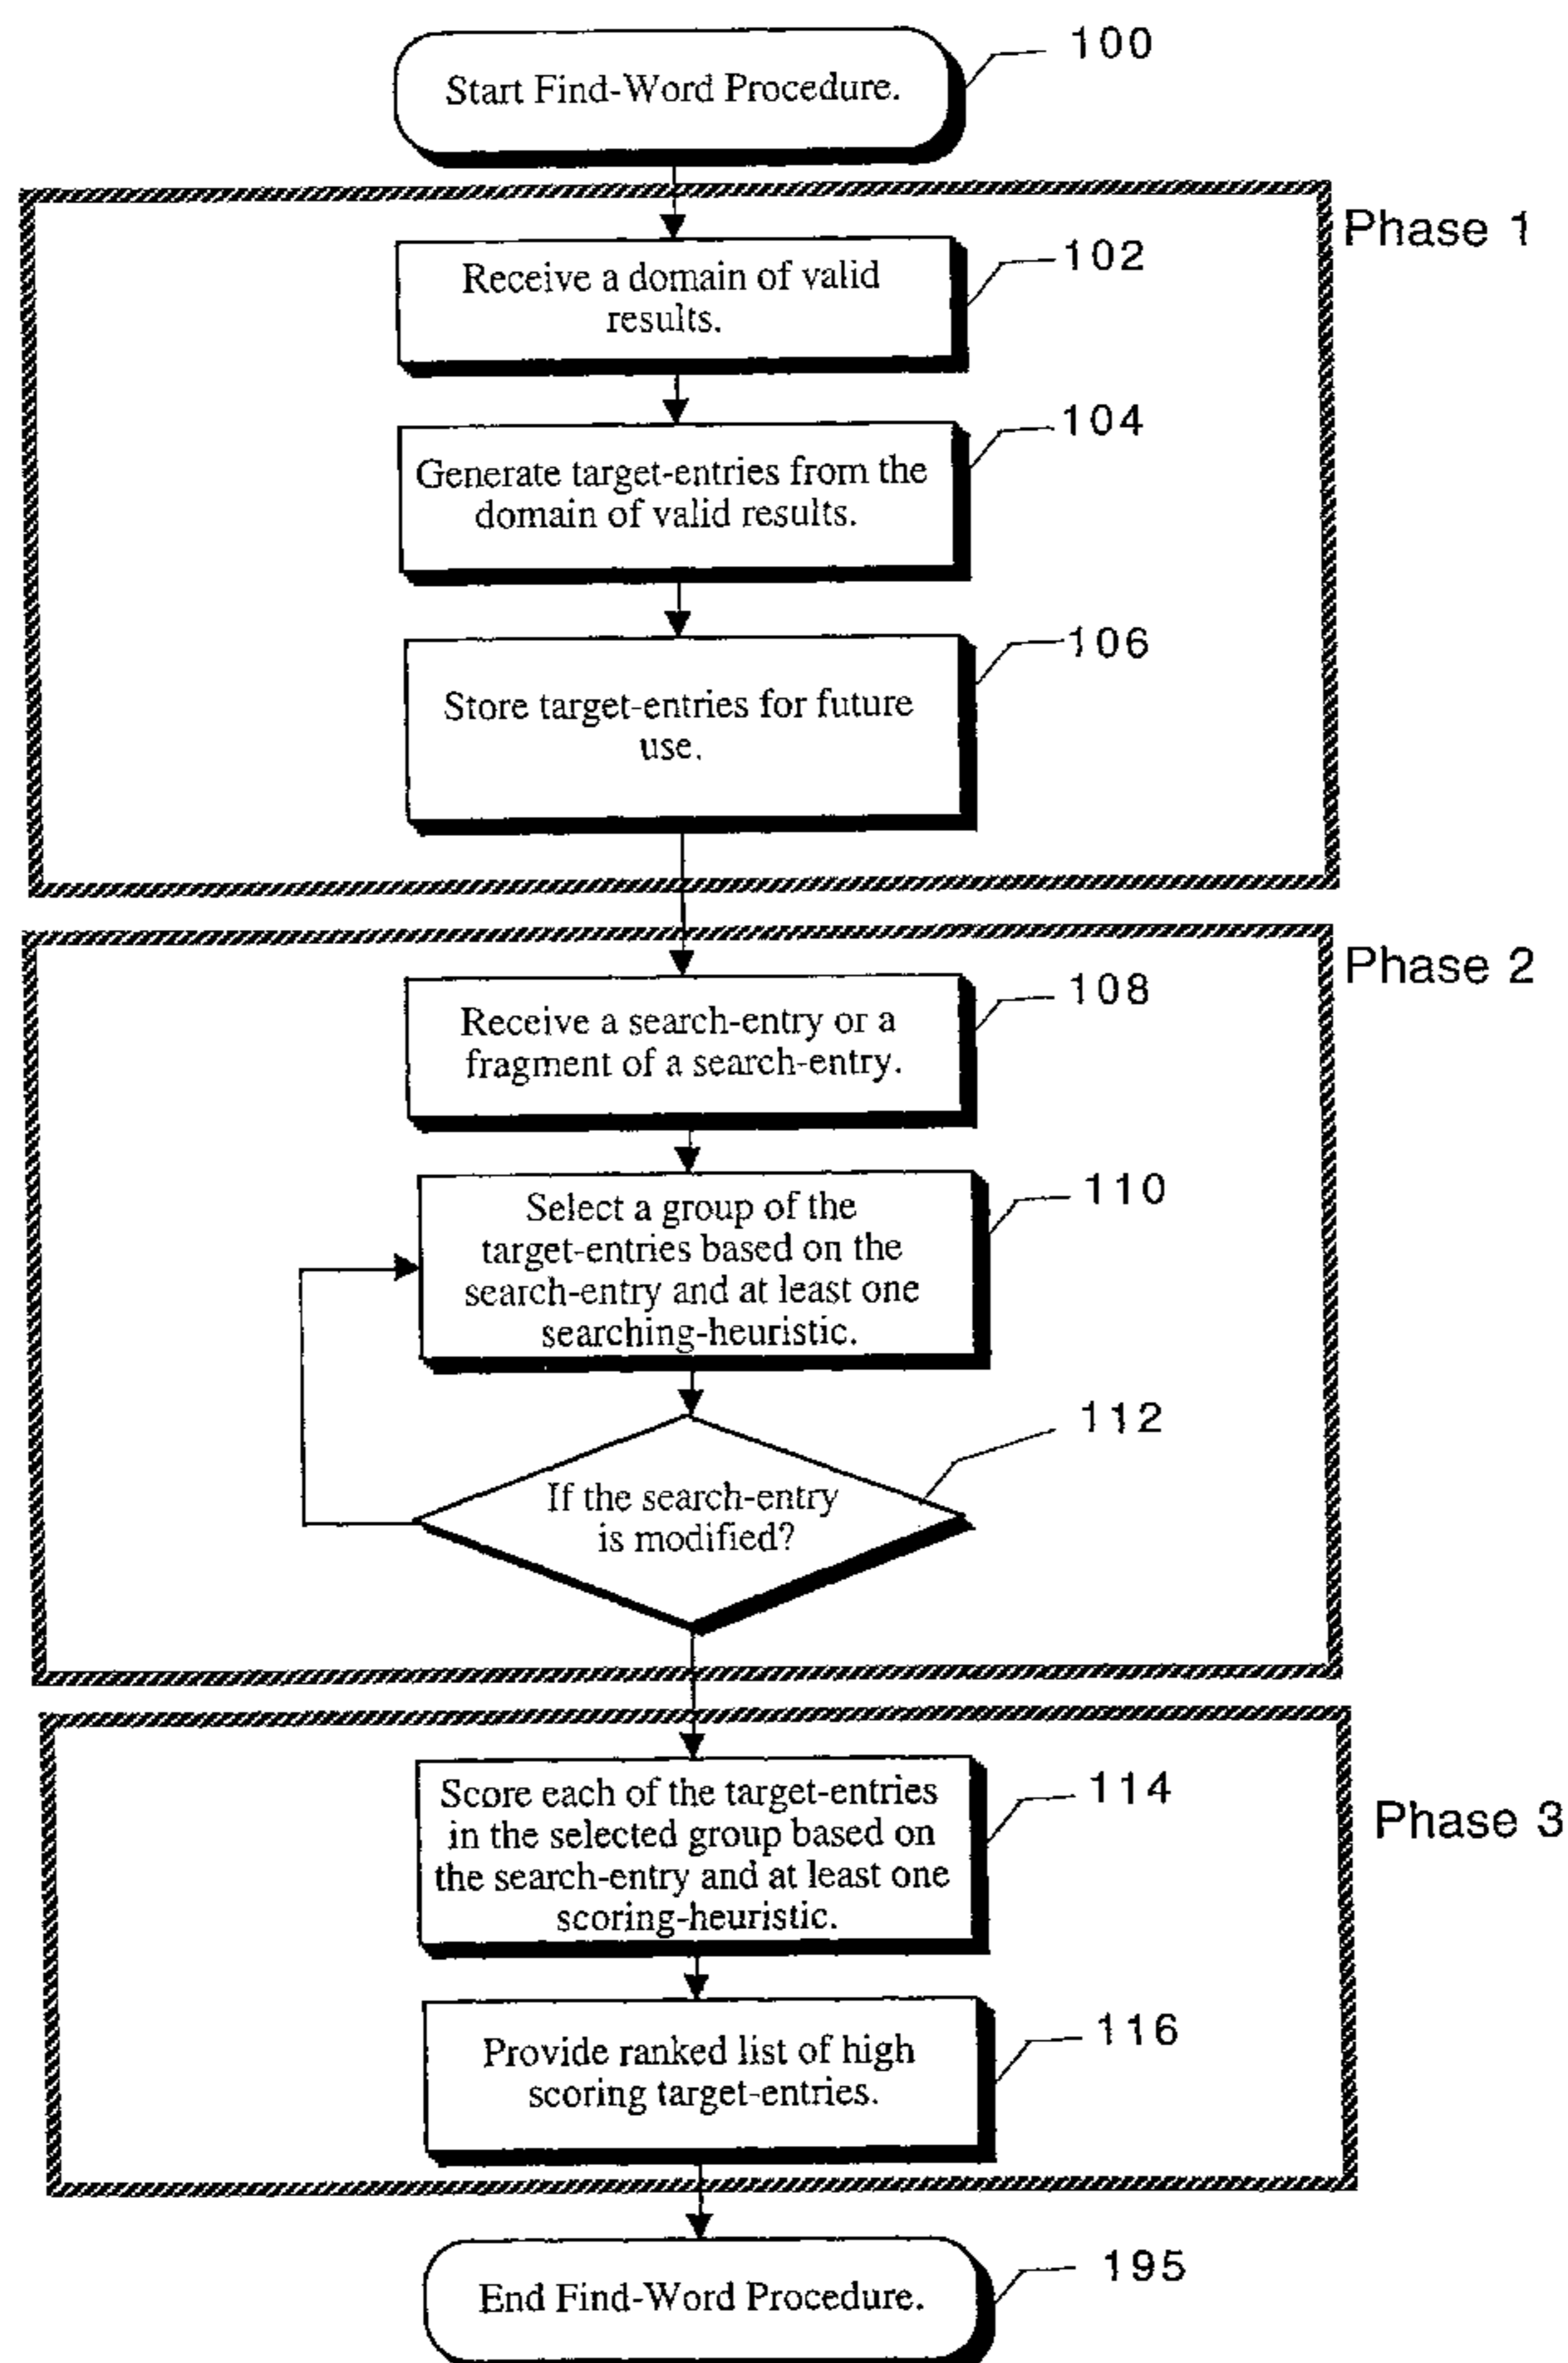 Start Find-Word Procedure.
100
Phase 1
Receive a domain of valid
results.
102
Generate target-entries from the
domain of valid results.
104
Store target-entries for future
use.
106
Phase 2
Receive a search-entry or a
fragment of a search-entry.
108
Select a group of the
target-entries based on the
search-entry and at least one
searching-heuristic.
110
If the search-entry
is modified?
112
Phase 3
Score each of the target-entries
in the selected group based on
the search-entry and at least one
scoring-heuristic.
114
Provide ranked list of high
scoring target-entries.
116
End Find-Word Procedure.
195